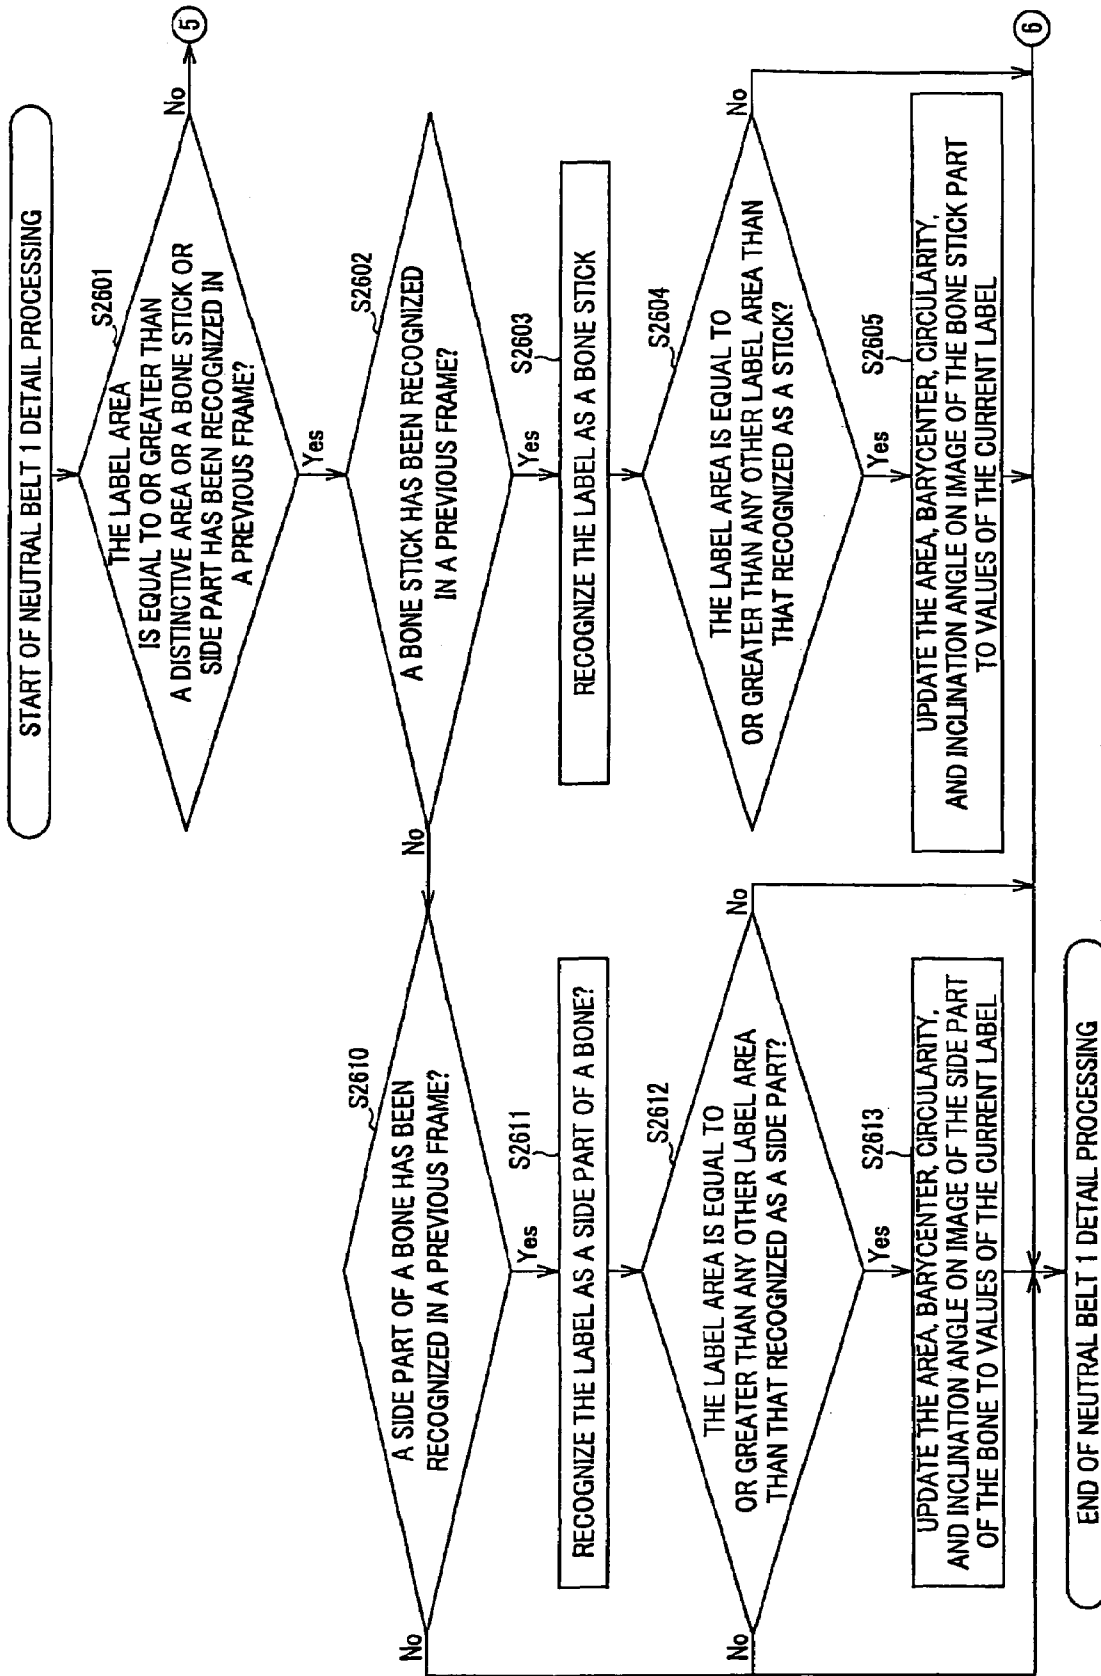 START OF NEUTRAL BELT 1 DETAIL PROCESSING
S2601
THE LABEL AREA
IS EQUAL TO OR GREATER THAN
A DISTINCTIVE AREA OR A BONE STICK OR
SIDE PART HAS BEEN RECOGNIZED IN
A PREVIOUS FRAME?
No
5
Yes
S2602
A BONE STICK HAS BEEN RECOGNIZED
IN A PREVIOUS FRAME?
No
Yes
S2603
RECOGNIZE THE LABEL AS A BONE STICK
S2604
THE LABEL AREA IS EQUAL TO
OR GREATER THAN ANY OTHER LABEL AREA THAN
THAT RECOGNIZED AS A STICK?
No
Yes
S2605
UPDATE THE AREA, BARYCENTER, CIRCULARITY,
AND INCLINATION ANGLE ON IMAGE OF THE BONE STICK PART
TO VALUES OF THE CURRENT LABEL
6
S2610
A SIDE PART OF A BONE HAS BEEN
RECOGNIZED IN A PREVIOUS FRAME?
No
Yes
S2611
RECOGNIZE THE LABEL AS A SIDE PART OF A BONE?
S2612
THE LABEL AREA IS EQUAL TO
OR GREATER THAN ANY OTHER LABEL AREA
THAN THAT RECOGNIZED AS A SIDE PART?
No
No
Yes
S2613
UPDATE THE AREA, BARYCENTER, CIRCULARITY,
AND INCLINATION ANGLE ON IMAGE OF THE SIDE PART
OF THE BONE TO VALUES OF THE CURRENT LABEL
END OF NEUTRAL BELT 1 DETAIL PROCESSING